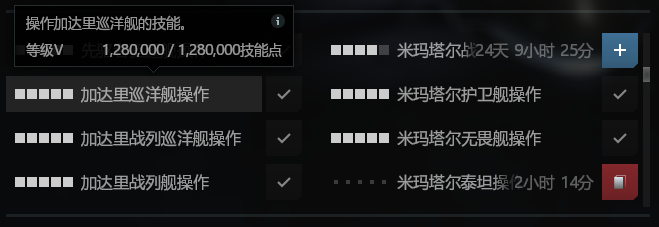 操作加达里巡洋舰的技能。
等级V 1,280,000 / 1,280,000技能点
米玛塔尔战 24天 9小时 25分
加达里巡洋舰操作
米玛塔尔护卫舰操作
加达里战列巡洋舰操作
米玛塔尔无畏舰操作
加达里战列舰操作
米玛塔尔泰坦操作 2小时 14分